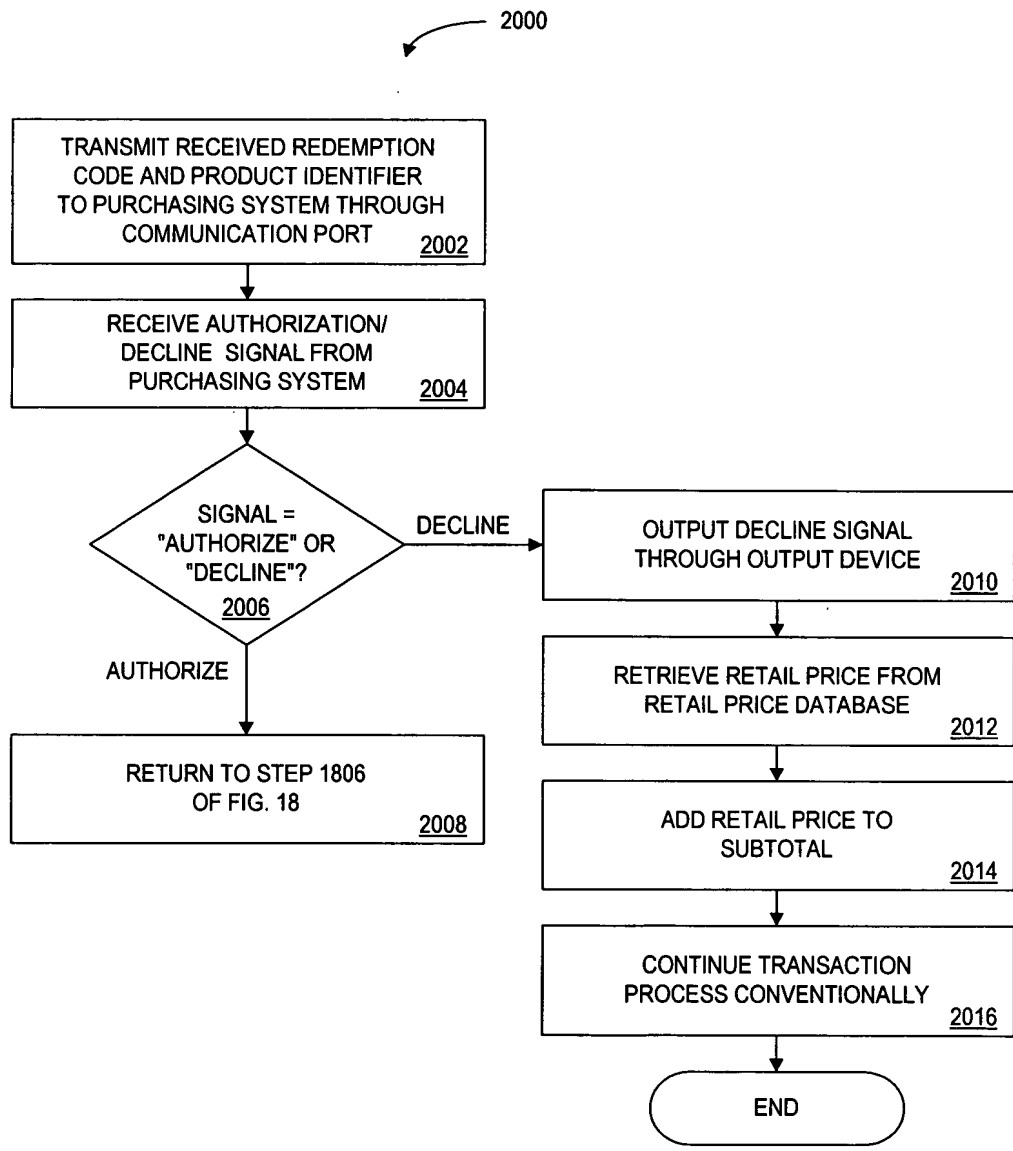 2000
TRANSMIT RECEIVED REDEMPTION
CODE AND PRODUCT IDENTIFIER
TO PURCHASING SYSTEM THROUGH
COMMUNICATION PORT
2002
RECEIVE AUTHORIZATION/
DECLINE SIGNAL FROM
PURCHASING SYSTEM
2004
SIGNAL =
"AUTHORIZE" OR
"DECLINE"?
2006
DECLINE
AUTHORIZE
RETURN TO STEP 1806
OF FIG. 18
2008
OUTPUT DECLINE SIGNAL
THROUGH OUTPUT DEVICE
2010
RETRIEVE RETAIL PRICE FROM
RETAIL PRICE DATABASE
2012
ADD RETAIL PRICE TO
SUBTOTAL
2014
CONTINUE TRANSACTION
PROCESS CONVENTIONALLY
2016
END